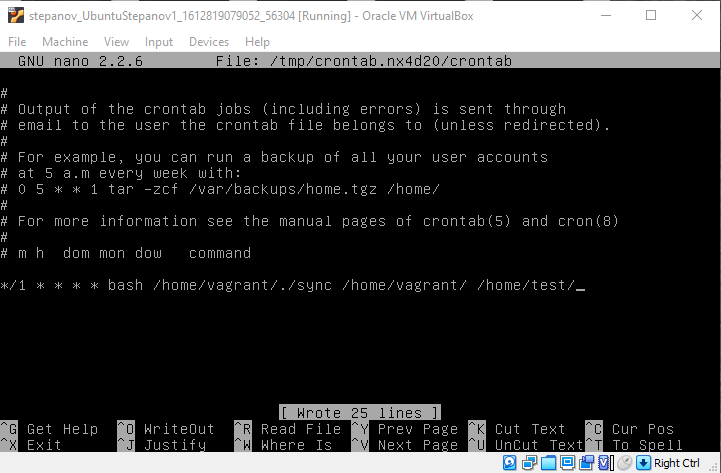 stepanov_UbuntuStepanov1_1612819079052_56304 [Running] - Oracle VM VirtualBox
File Machine View Input Devices Help
GNU nano 2.2.6 File: /tmp/crontab.nx4d20/crontab
#
# Output of the crontab jobs (including errors) is sent through
# email to the user the crontab file belongs to (unless redirected).
#
# For example, you can run a backup of all your user accounts
# at 5 a.m every week with:
# 0 5 * * 1 tar -zcf /var/backups/home.tgz /home/
#
# For more information see the manual pages of crontab(5) and cron(8)
#
# m h  dom mon dow   command
*/1 * * * * bash /home/vagrant/./sync /home/vagrant/ /home/test/_
[ Wrote 25 lines ]
^G Get Help ^O WriteOut ^R Read File ^Y Prev Page ^K Cut Text ^C Cur Pos
^X Exit ^J Justify ^W Where Is ^V Next Page ^U UnCut Text ^T To Spell
Right Ctrl